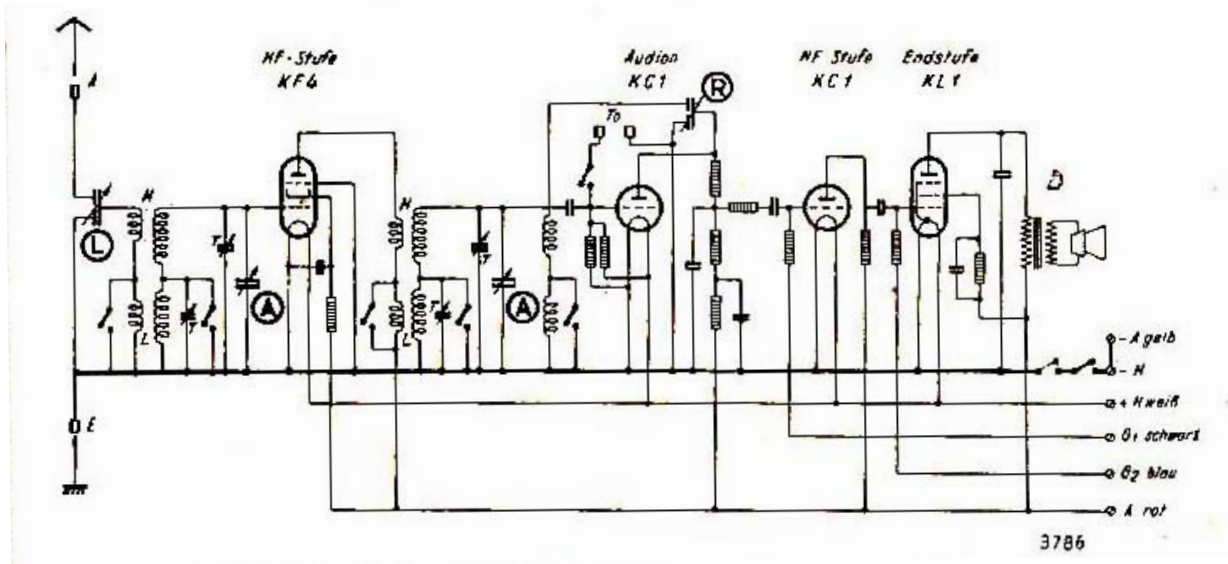 HF-Stufe
KF4
Audion
KC1
NF Stufe
KC1
Endstufe
KL1
A
R
To
H
H
L
T
T
A
T
T
A
L
L
- A gelb
- H
+ H weiß
G1 schwarz
G2 blau
A rot
E
3786